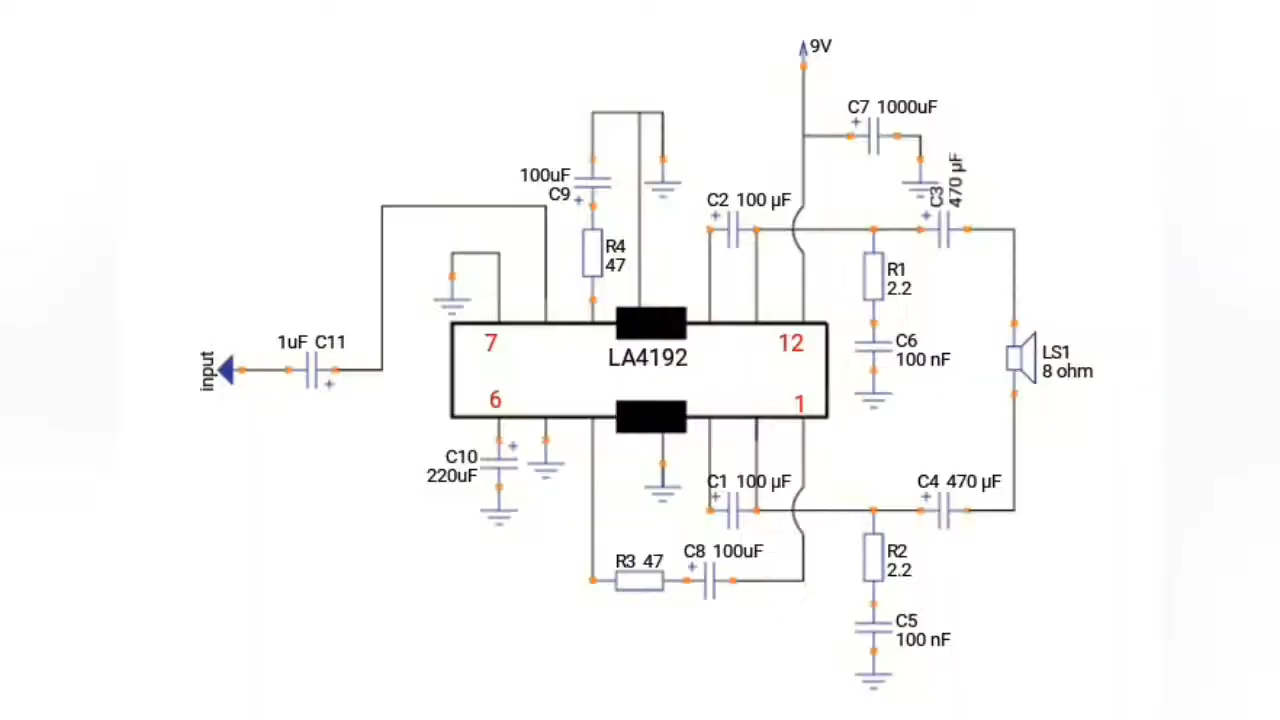 9V
C7 1000uF
100uF
C9
C2 100 µF
C3
470 µF
R4
47
R1
2.2
7
12
LA4192
1uF C11
input
C6
100 nF
LS1
8 ohm
6
1
C10
220uF
C1 100 µF
C4 470 µF
R3 47
C8 100uF
R2
2.2
C5
100 nF